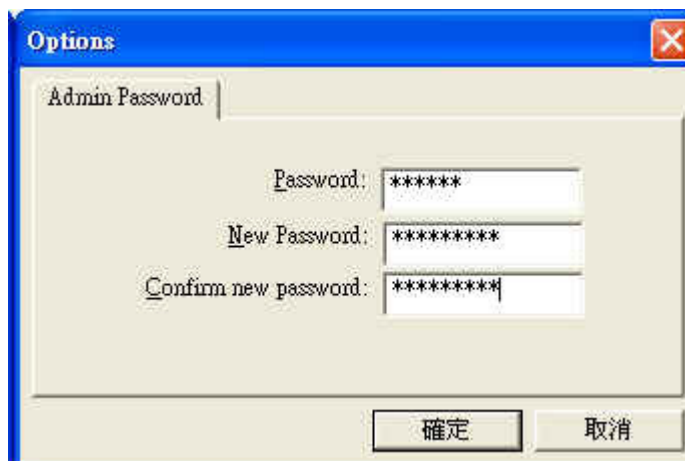 Options
Admin Password
Password: ******
New Password: *********
Confirm new password: *********
確定 取消